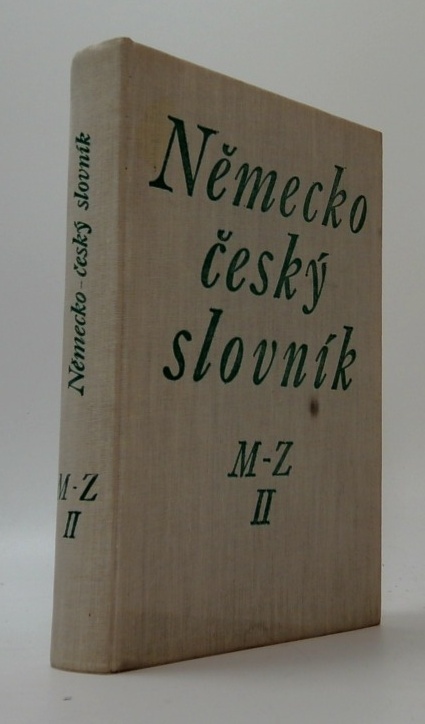 Německo
český
slovník
M-Z
II
Německo-český slovník
M-Z
II